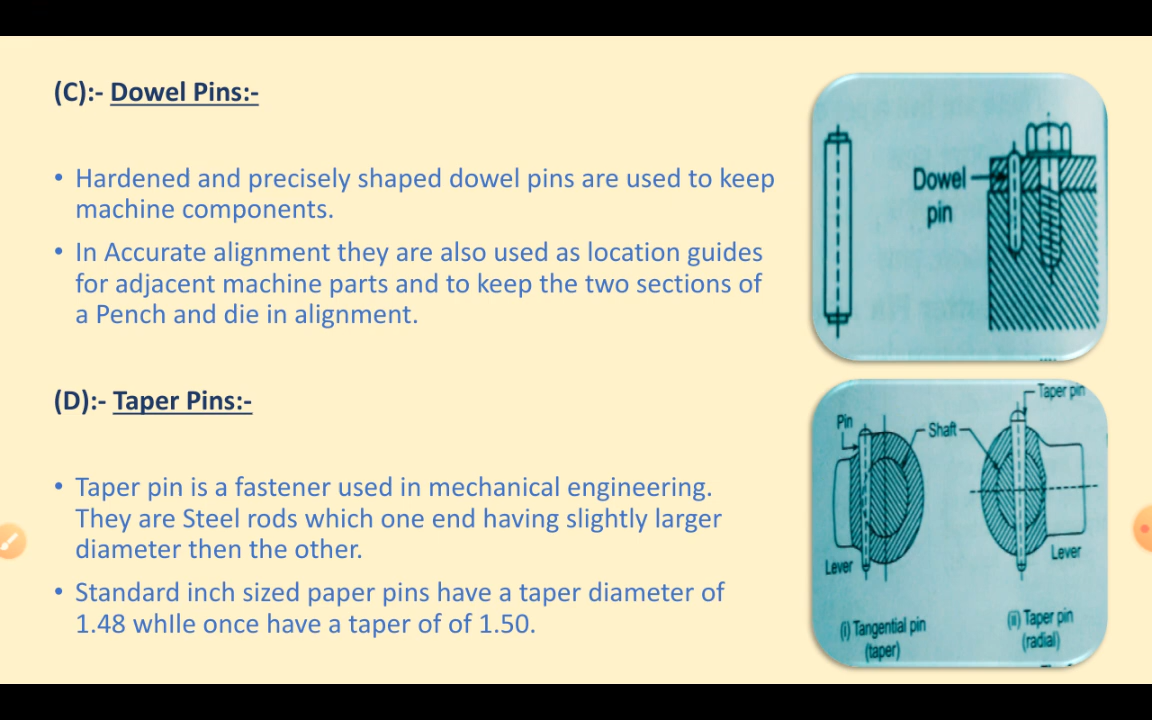 (C):- Dowel Pins:-
• Hardened and precisely shaped dowel pins are used to keep
machine components.
• In Accurate alignment they are also used as location guides
for adjacent machine parts and to keep the two sections of
a Pench and die in alignment.
Dowel
pin
(D):- Taper Pins:-
• Taper pin is a fastener used in mechanical engineering.
They are Steel rods which one end having slightly larger
diameter then the other.
• Standard inch sized paper pins have a taper diameter of
1.48 whIle once have a taper of of 1.50.
Taper pin
Pin
Shaft
Lever
Lever
(i) Tangential pin
(taper)
(ii) Taper pin
(radial)